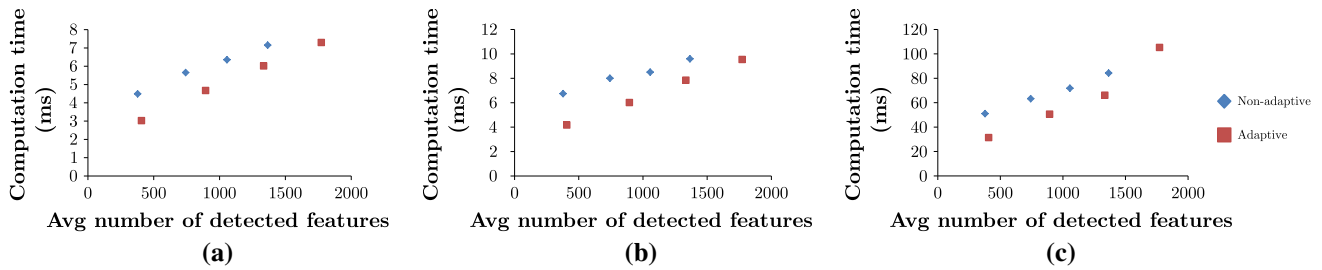 Computation time
(ms)
8
7
6
5
4
3
2
1
0
0 500 1000 1500 2000
Avg number of detected features
(a)
Computation time
(ms)
12
10
8
6
4
2
0
0 500 1000 1500 2000
Avg number of detected features
(b)
Computation time
(ms)
120
100
80
60
40
20
0
0 500 1000 1500 2000
Avg number of detected features
(c)
Non-adaptive
Adaptive